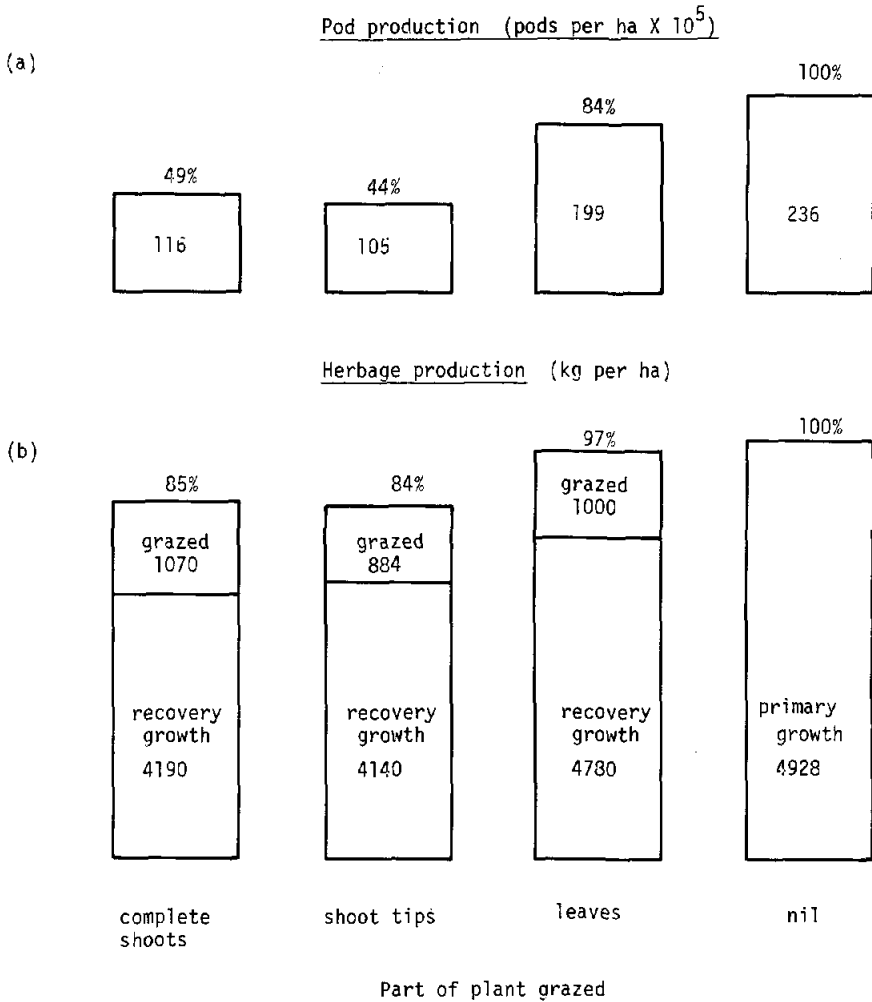 Pod production (pods per ha X 10^5)
(a)
49%
44%
84%
100%
116
105
199
236
Herbage production (kg per ha)
(b)
85%
84%
97%
100%
grazed
1070
grazed
884
grazed
1000
recovery
growth
4190
recovery
growth
4140
recovery
growth
4780
primary
growth
4928
complete
shoots
shoot tips
leaves
nil
Part of plant grazed